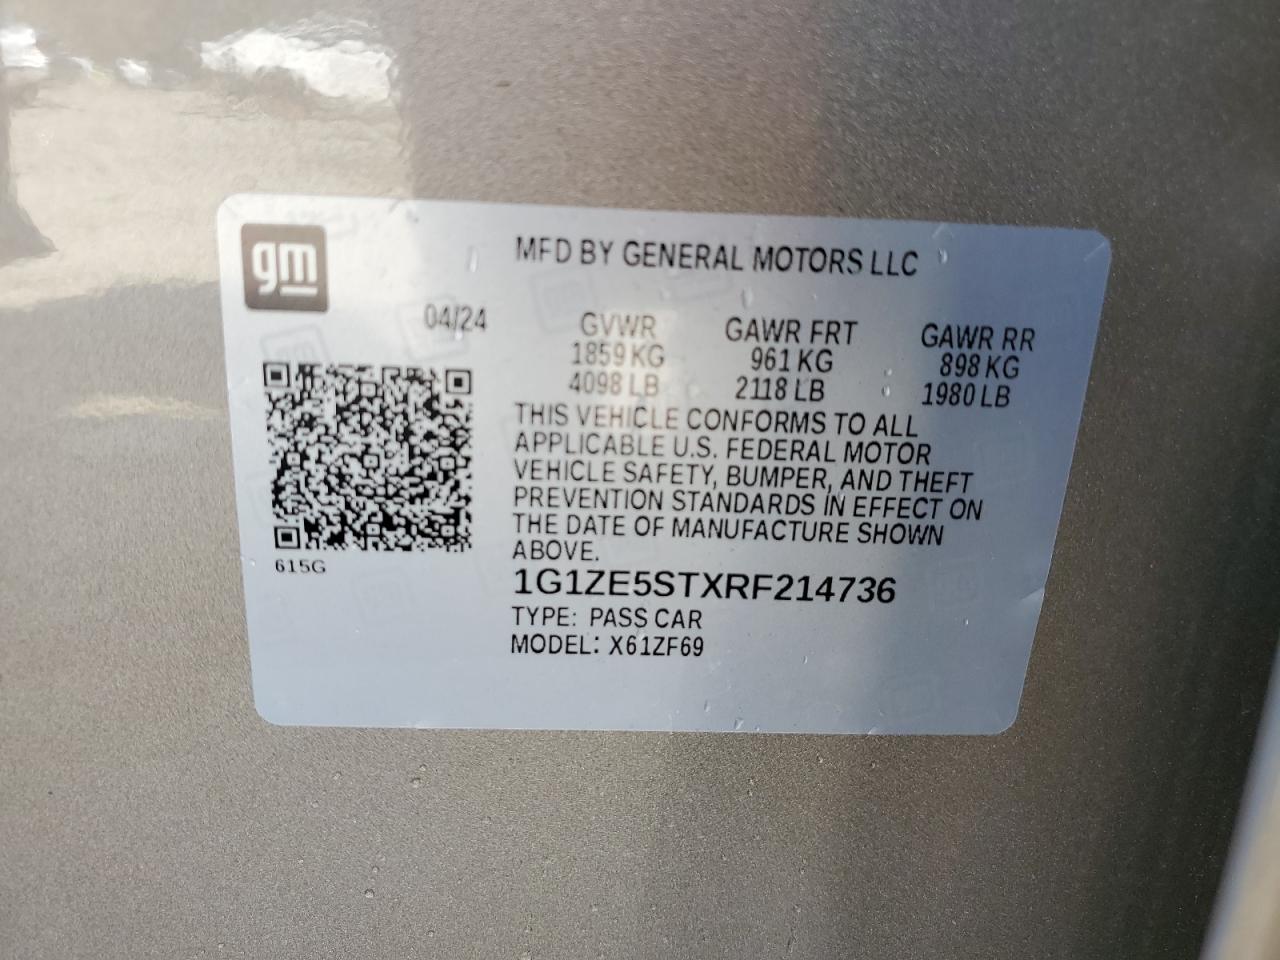 gm
MFD BY GENERAL MOTORS LLC
04/24
GVWR GAWR FRT GAWR RR
1859 KG 961 KG 898 KG
4098 LB 2118 LB 1980 LB
THIS VEHICLE CONFORMS TO ALL
APPLICABLE U.S. FEDERAL MOTOR
VEHICLE SAFETY, BUMPER, AND THEFT
PREVENTION STANDARDS IN EFFECT ON
THE DATE OF MANUFACTURE SHOWN
ABOVE.
615G
1G1ZE5STXRF214736
TYPE: PASS CAR
MODEL: X61ZF69